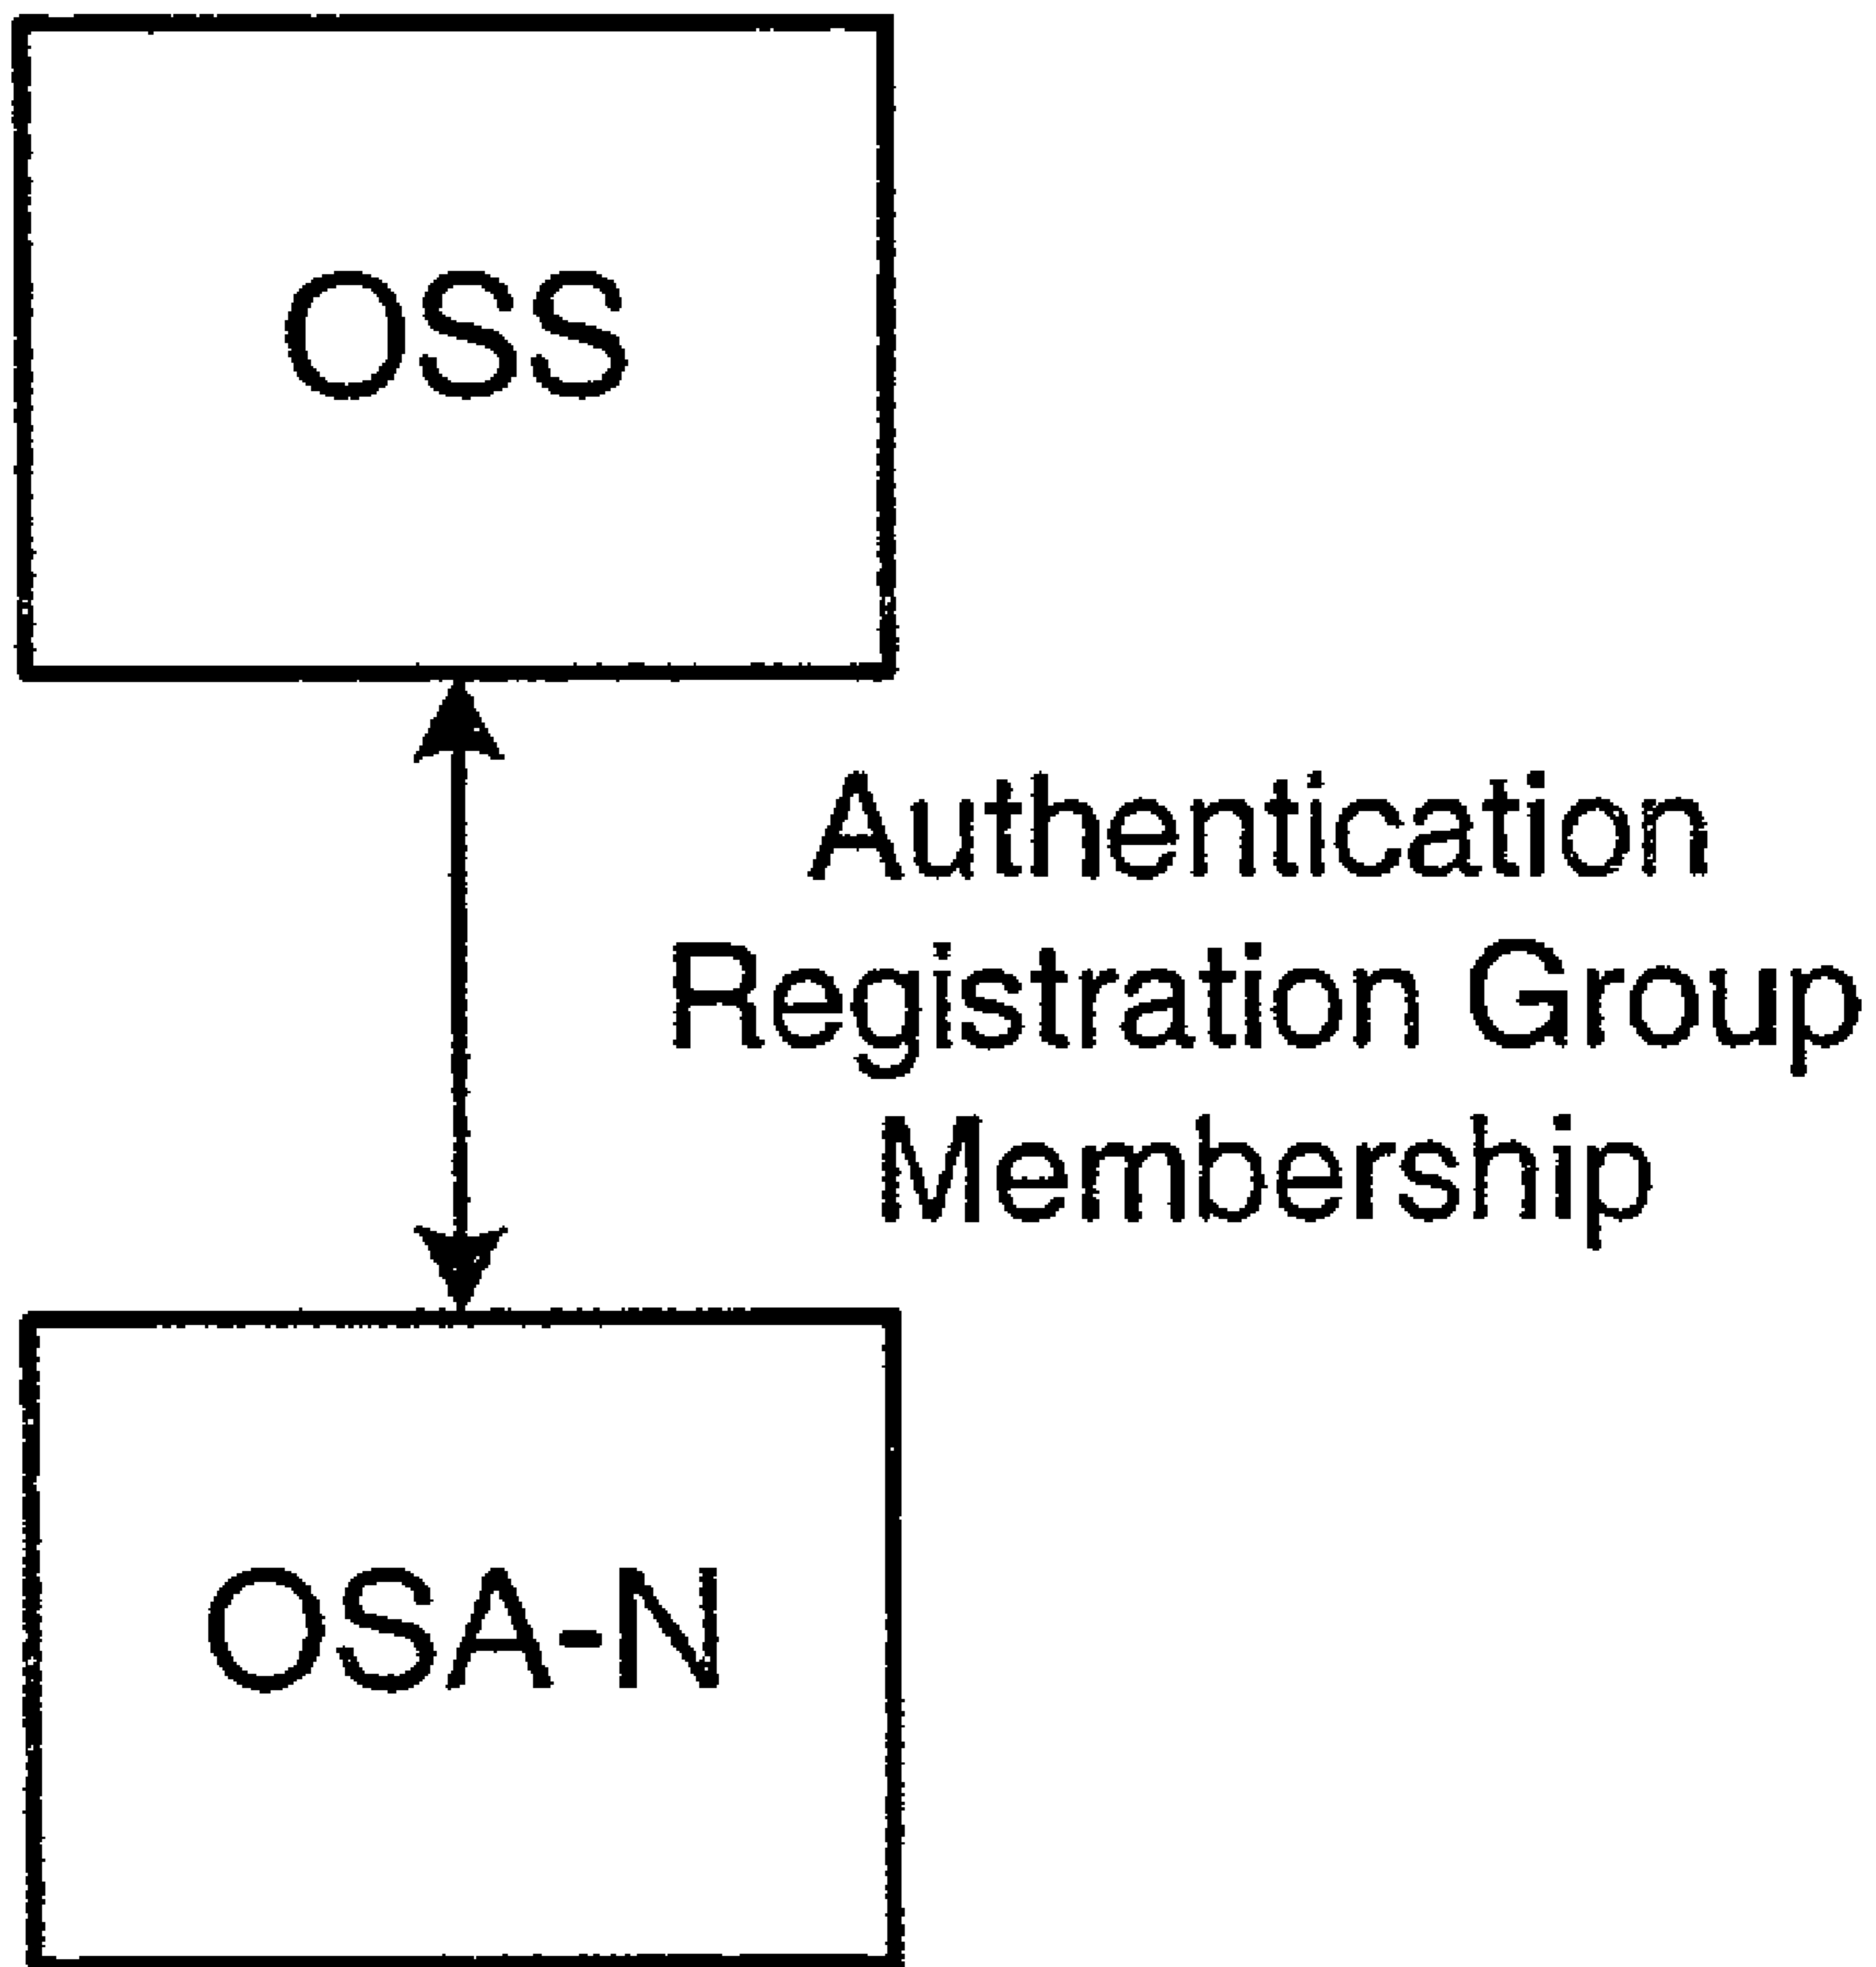 OSS
Authentication
Registration Group
Membership
OSA-N